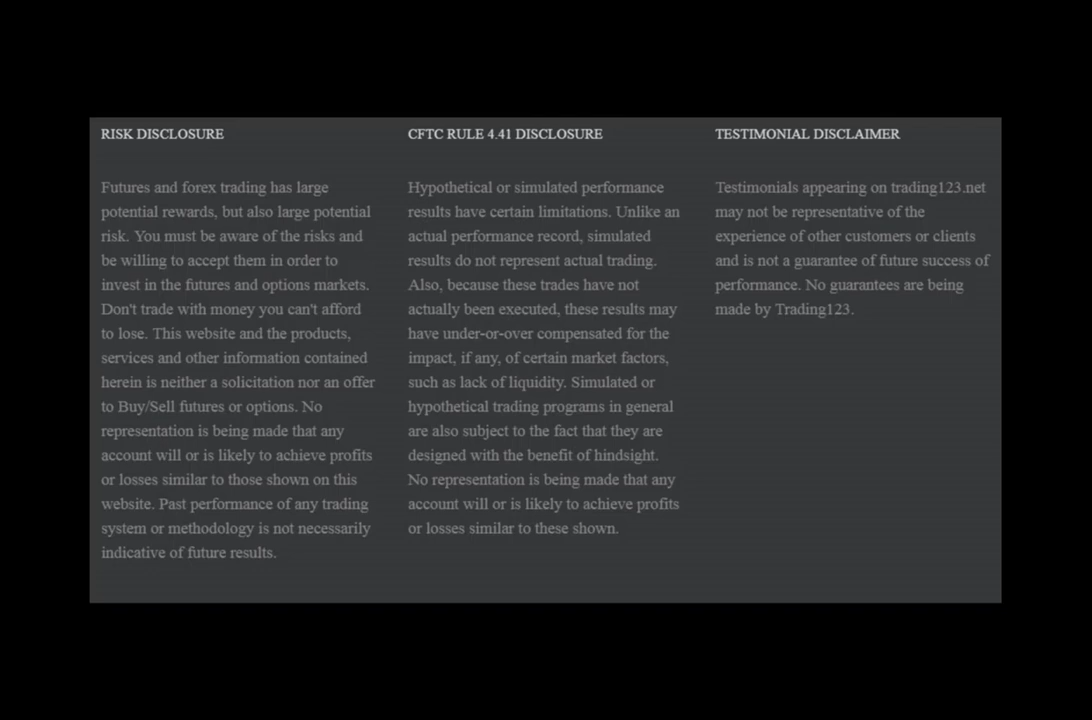 RISK DISCLOSURE
Futures and forex trading has large
potential rewards, but also large potential
risk. You must be aware of the risks and
be willing to accept them in order to
invest in the futures and options markets.
Don't trade with money you can't afford
to lose. This website and the products,
services and other information contained
herein is neither a solicitation nor an offer
to Buy/Sell futures or options. No
representation is being made that any
account will or is likely to achieve profits
or losses similar to those shown on this
website. Past performance of any trading
system or methodology is not necessarily
indicative of future results.
CFTC RULE 4.41 DISCLOSURE
Hypothetical or simulated performance
results have certain limitations. Unlike an
actual performance record, simulated
results do not represent actual trading.
Also, because these trades have not
actually been executed, these results may
have under-or-over compensated for the
impact, if any, of certain market factors,
such as lack of liquidity. Simulated or
hypothetical trading programs in general
are also subject to the fact that they are
designed with the benefit of hindsight.
No representation is being made that any
account will or is likely to achieve profits
or losses similar to these shown.
TESTIMONIAL DISCLAIMER
Testimonials appearing on trading123.net
may not be representative of the
experience of other customers or clients
and is not a guarantee of future success of
performance. No guarantees are being
made by Trading123.